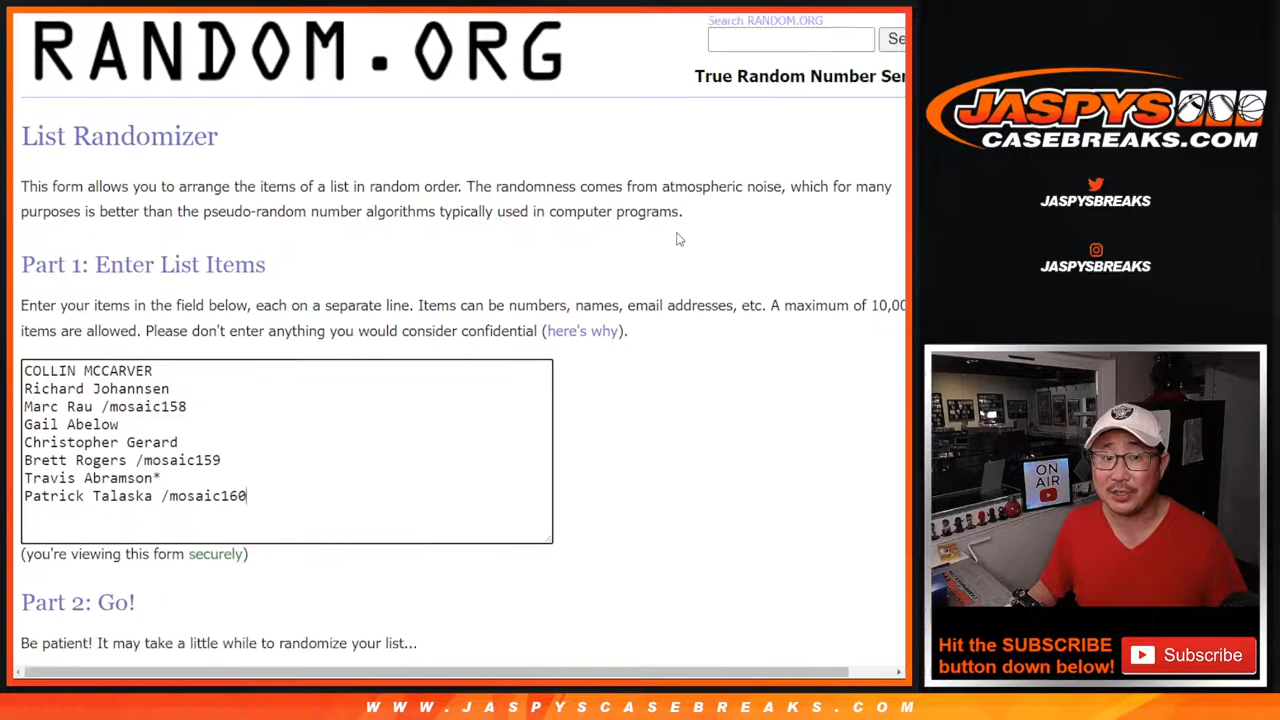 RANDOM.ORG
Search RANDOM.ORG
Se
True Random Number Ser
List Randomizer
This form allows you to arrange the items of a list in random order. The randomness comes from atmospheric noise, which for many
purposes is better than the pseudo-random number algorithms typically used in computer programs.
Part 1: Enter List Items
Enter your items in the field below, each on a separate line. Items can be numbers, names, email addresses, etc. A maximum of 10,00
items are allowed. Please don't enter anything you would consider confidential (here's why).
COLLIN MCCARVER
Richard Johannsen
Marc Rau /mosaic158
Gail Abelow
Christopher Gerard
Brett Rogers /mosaic159
Travis Abramson*
Patrick Talaska /mosaic160
(you're viewing this form securely)
Part 2: Go!
Be patient! It may take a little while to randomize your list...
JASPYS
CASEBREAKS.COM
JASPYSBREAKS
JASPYSBREAKS
ON
AIR
Hit the SUBSCRIBE
button down below!
Subscribe
WWW.JASPYSCASEBREAKS.COM